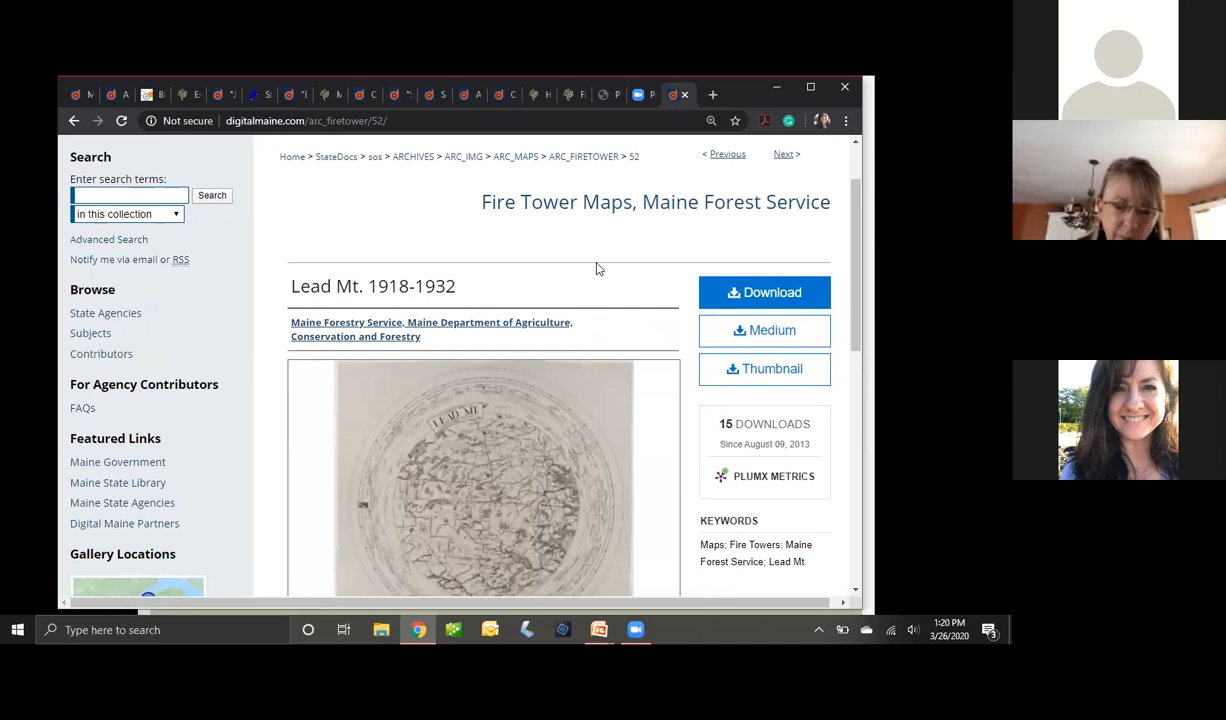 M
A
B
E
"J
S
"E
M
C
"S
S
A
C
H
F
P
P
Not secure
digitalmaine.com/arc_firetower/52/
Search
Enter search terms:
Search
in this collection
Advanced Search
Notify me via email or RSS
Browse
State Agencies
Subjects
Contributors
For Agency Contributors
FAQs
Featured Links
Maine Government
Maine State Library
Maine State Agencies
Digital Maine Partners
Gallery Locations
Home > StateDocs > sos > ARCHIVES > ARC_IMG > ARC_MAPS > ARC_FIRETOWER > 52
< Previous
Next >
Fire Tower Maps, Maine Forest Service
Lead Mt. 1918-1932
Maine Forestry Service, Maine Department of Agriculture,
Conservation and Forestry
LEAD MT.
Download
Medium
Thumbnail
15 DOWNLOADS
Since August 09, 2013
PLUMX METRICS
KEYWORDS
Maps; Fire Towers; Maine
Forest Service; Lead Mt.
Type here to search
1:20 PM
3/26/2020
3